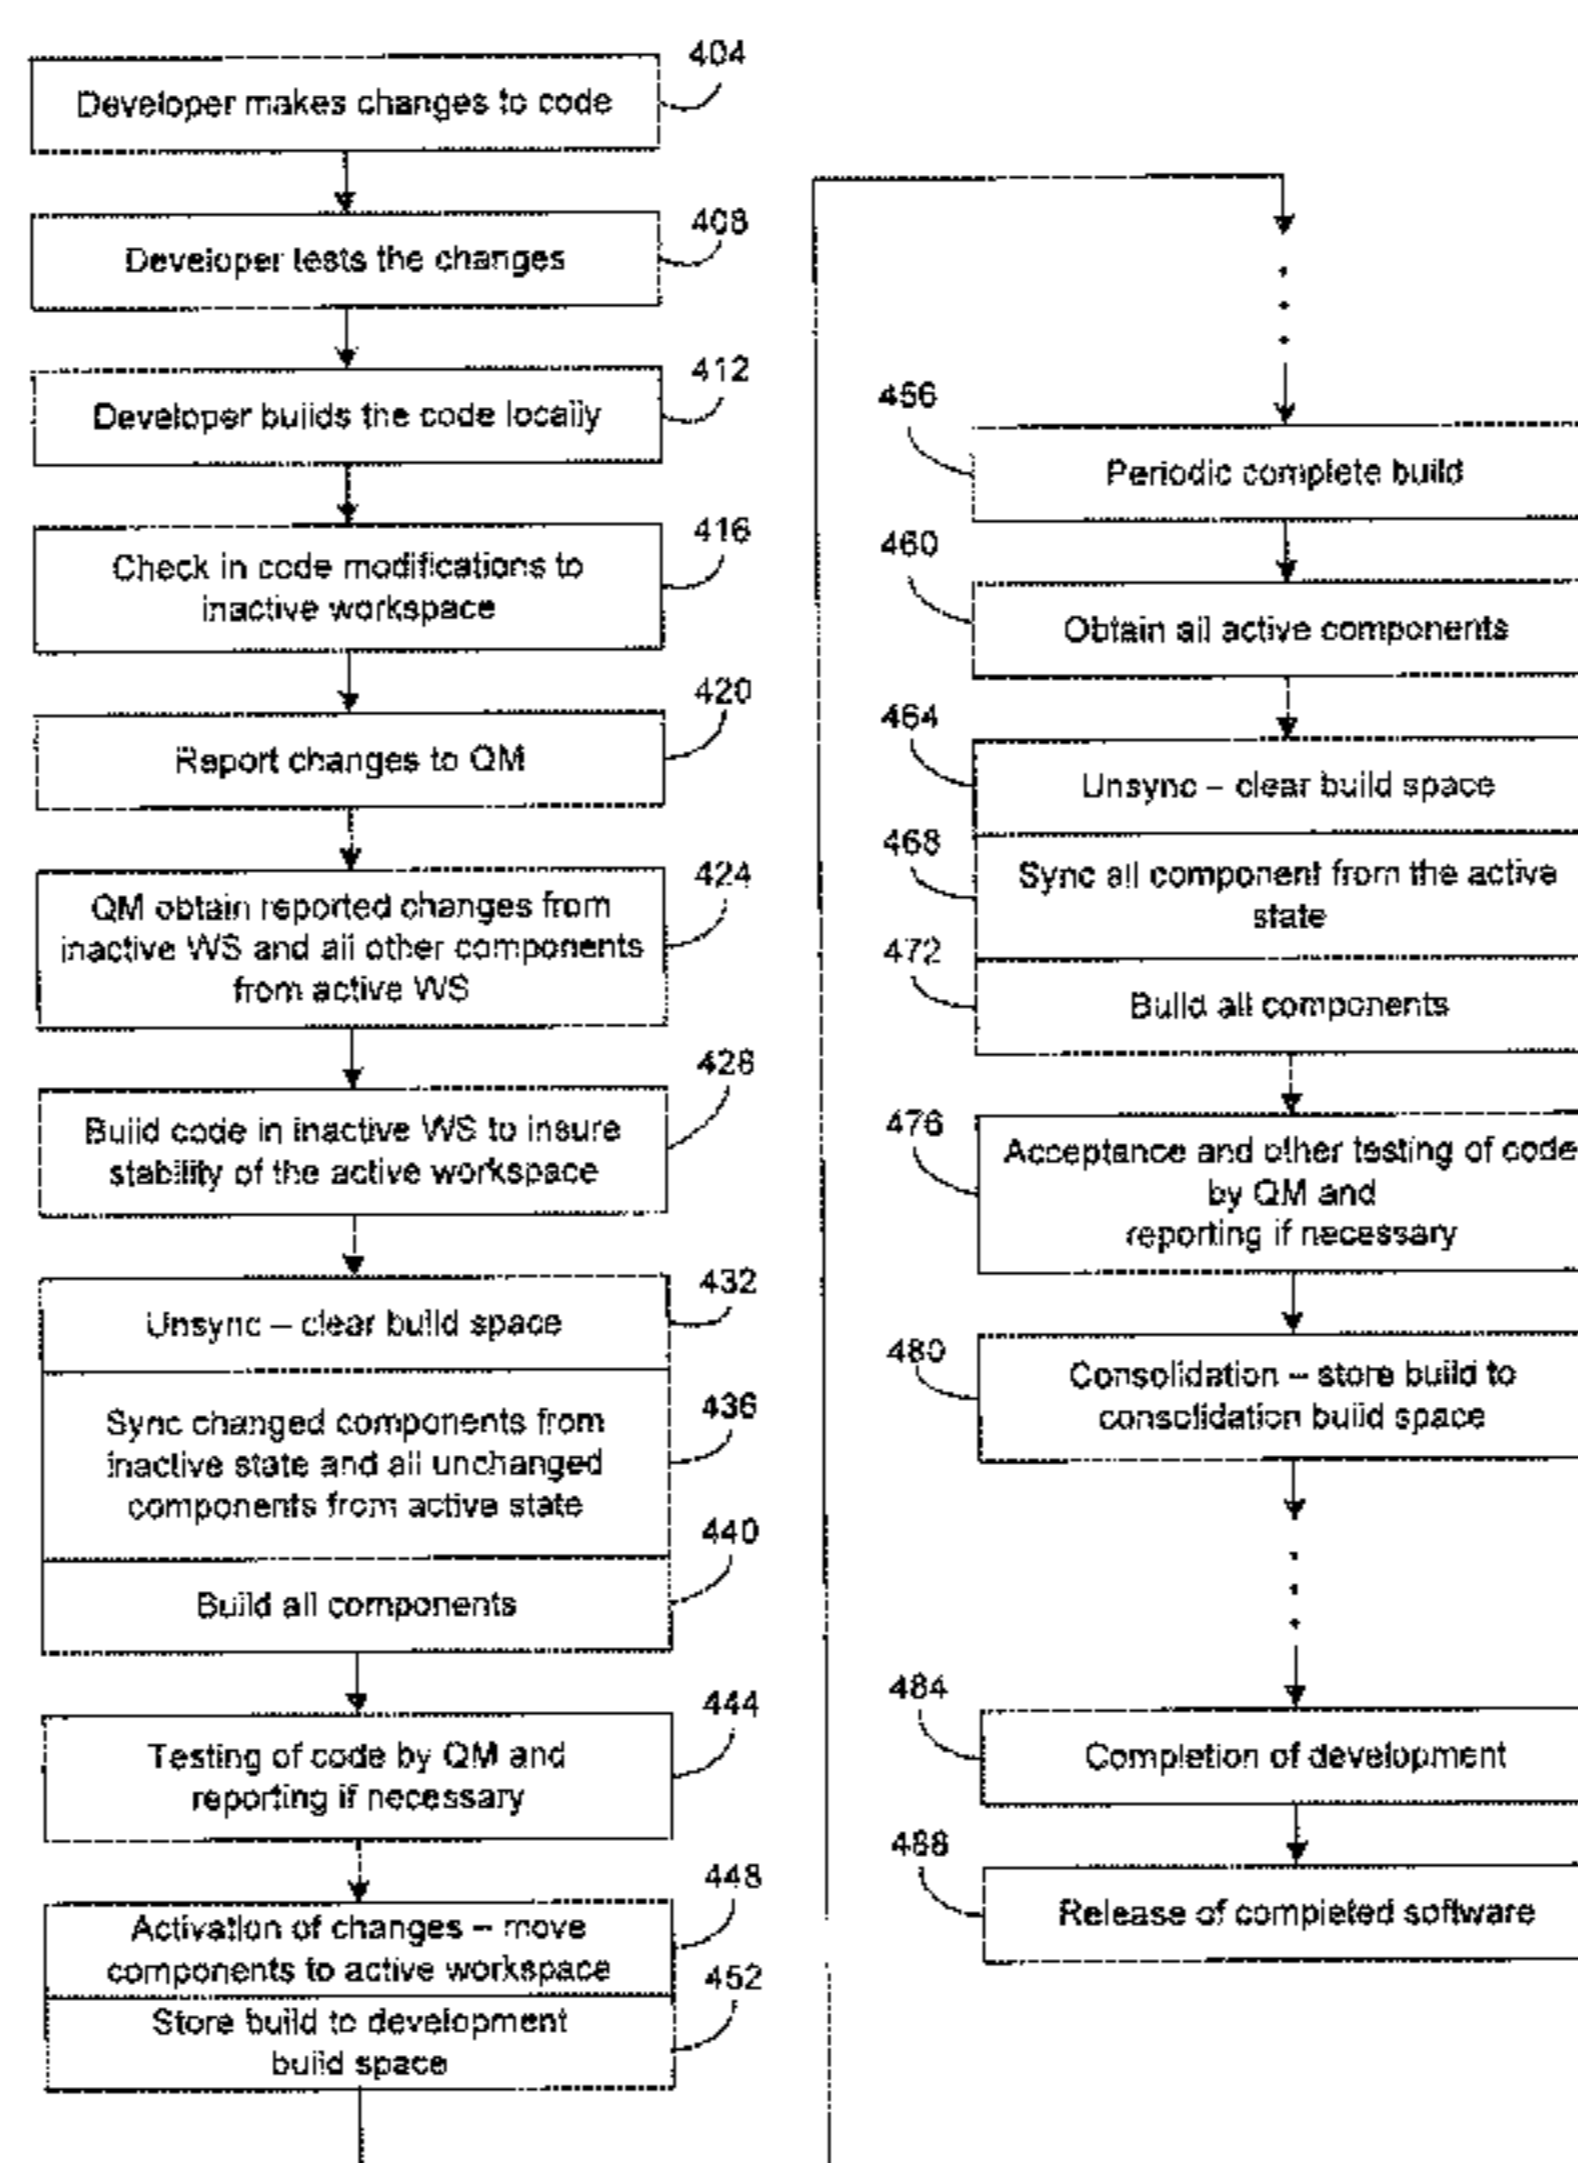 404
Developer makes changes to code
408
Developer tests the changes
412
Developer builds the code locally
416
Check in code modifications to
inactive workspace
420
Report changes to QM
424
QM obtain reported changes from
inactive WS and all other components
from active WS
428
Build code in inactive WS to insure
stability of the active workspace
432
Unsync – clear build space
436
Sync changed components from
inactive state and all unchanged
components from active state
440
Build all components
444
Testing of code by QM and
reporting if necessary
448
Activation of changes – move
components to active workspace
452
Store build to development
build space
456
Periodic complete build
460
Obtain all active components
464
Unsync – clear build space
468
Sync all component from the active
state
472
Build all components
476
Acceptance and other testing of code
by QM and
reporting if necessary
480
Consolidation – store build to
consolidation build space
484
Completion of development
488
Release of completed software